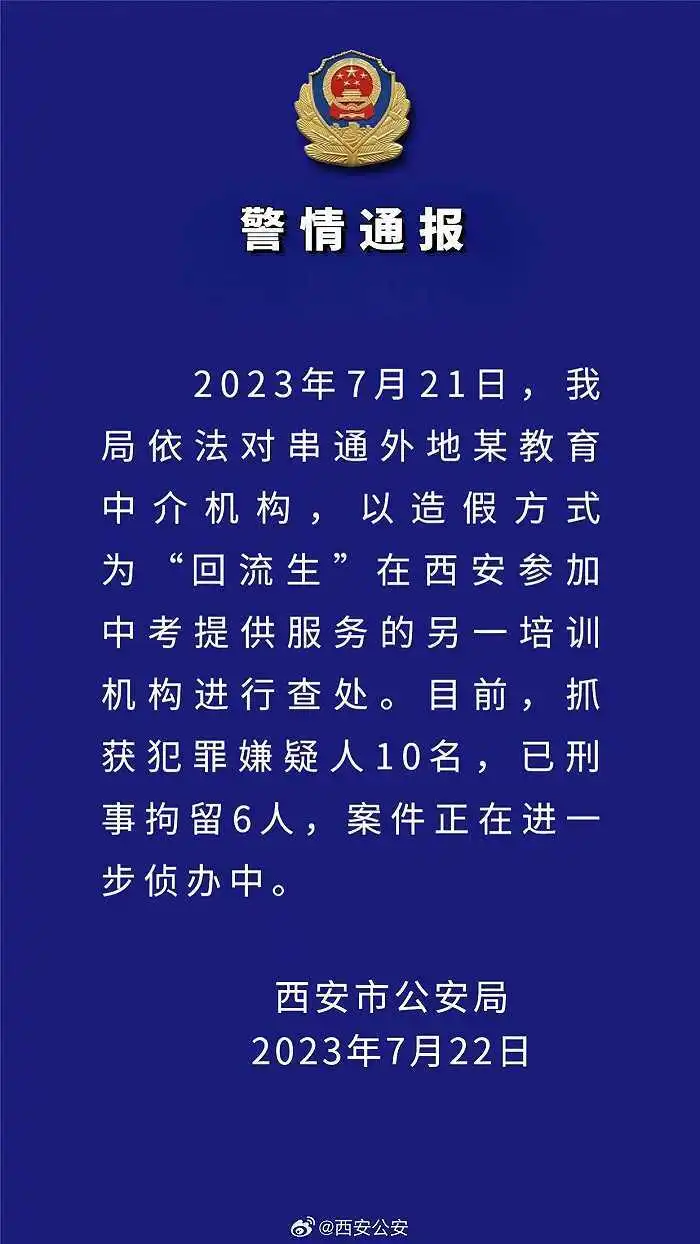 警情通报
2023年7月21日，我
局依法对串通外地某教育
中介机构，以造假方式
为“回流生”在西安参加
中考提供服务的另一培训
机构进行查处。目前，抓
获犯罪嫌疑人10名，已刑
事拘留6人，案件正在进一
步侦办中。
西安市公安局
2023年7月22日
@西安公安